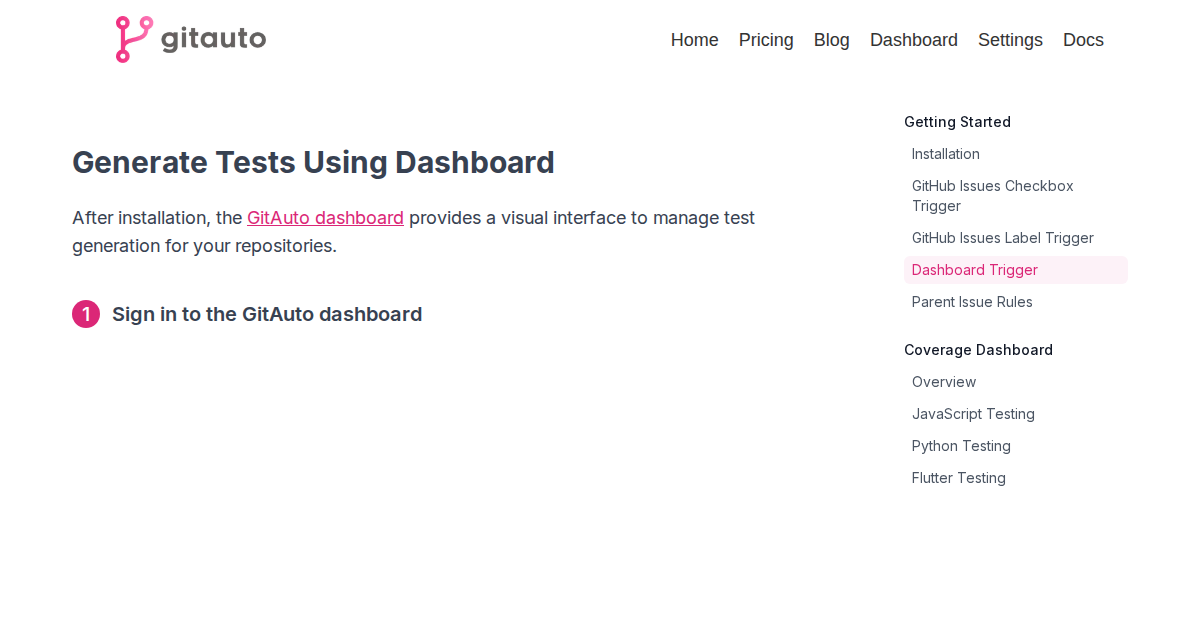 gitauto
Home Pricing Blog Dashboard Settings Docs
Generate Tests Using Dashboard
After installation, the GitAuto dashboard provides a visual interface to manage test
generation for your repositories.
1 Sign in to the GitAuto dashboard
Getting Started
Installation
GitHub Issues Checkbox
Trigger
GitHub Issues Label Trigger
Dashboard Trigger
Parent Issue Rules
Coverage Dashboard
Overview
JavaScript Testing
Python Testing
Flutter Testing